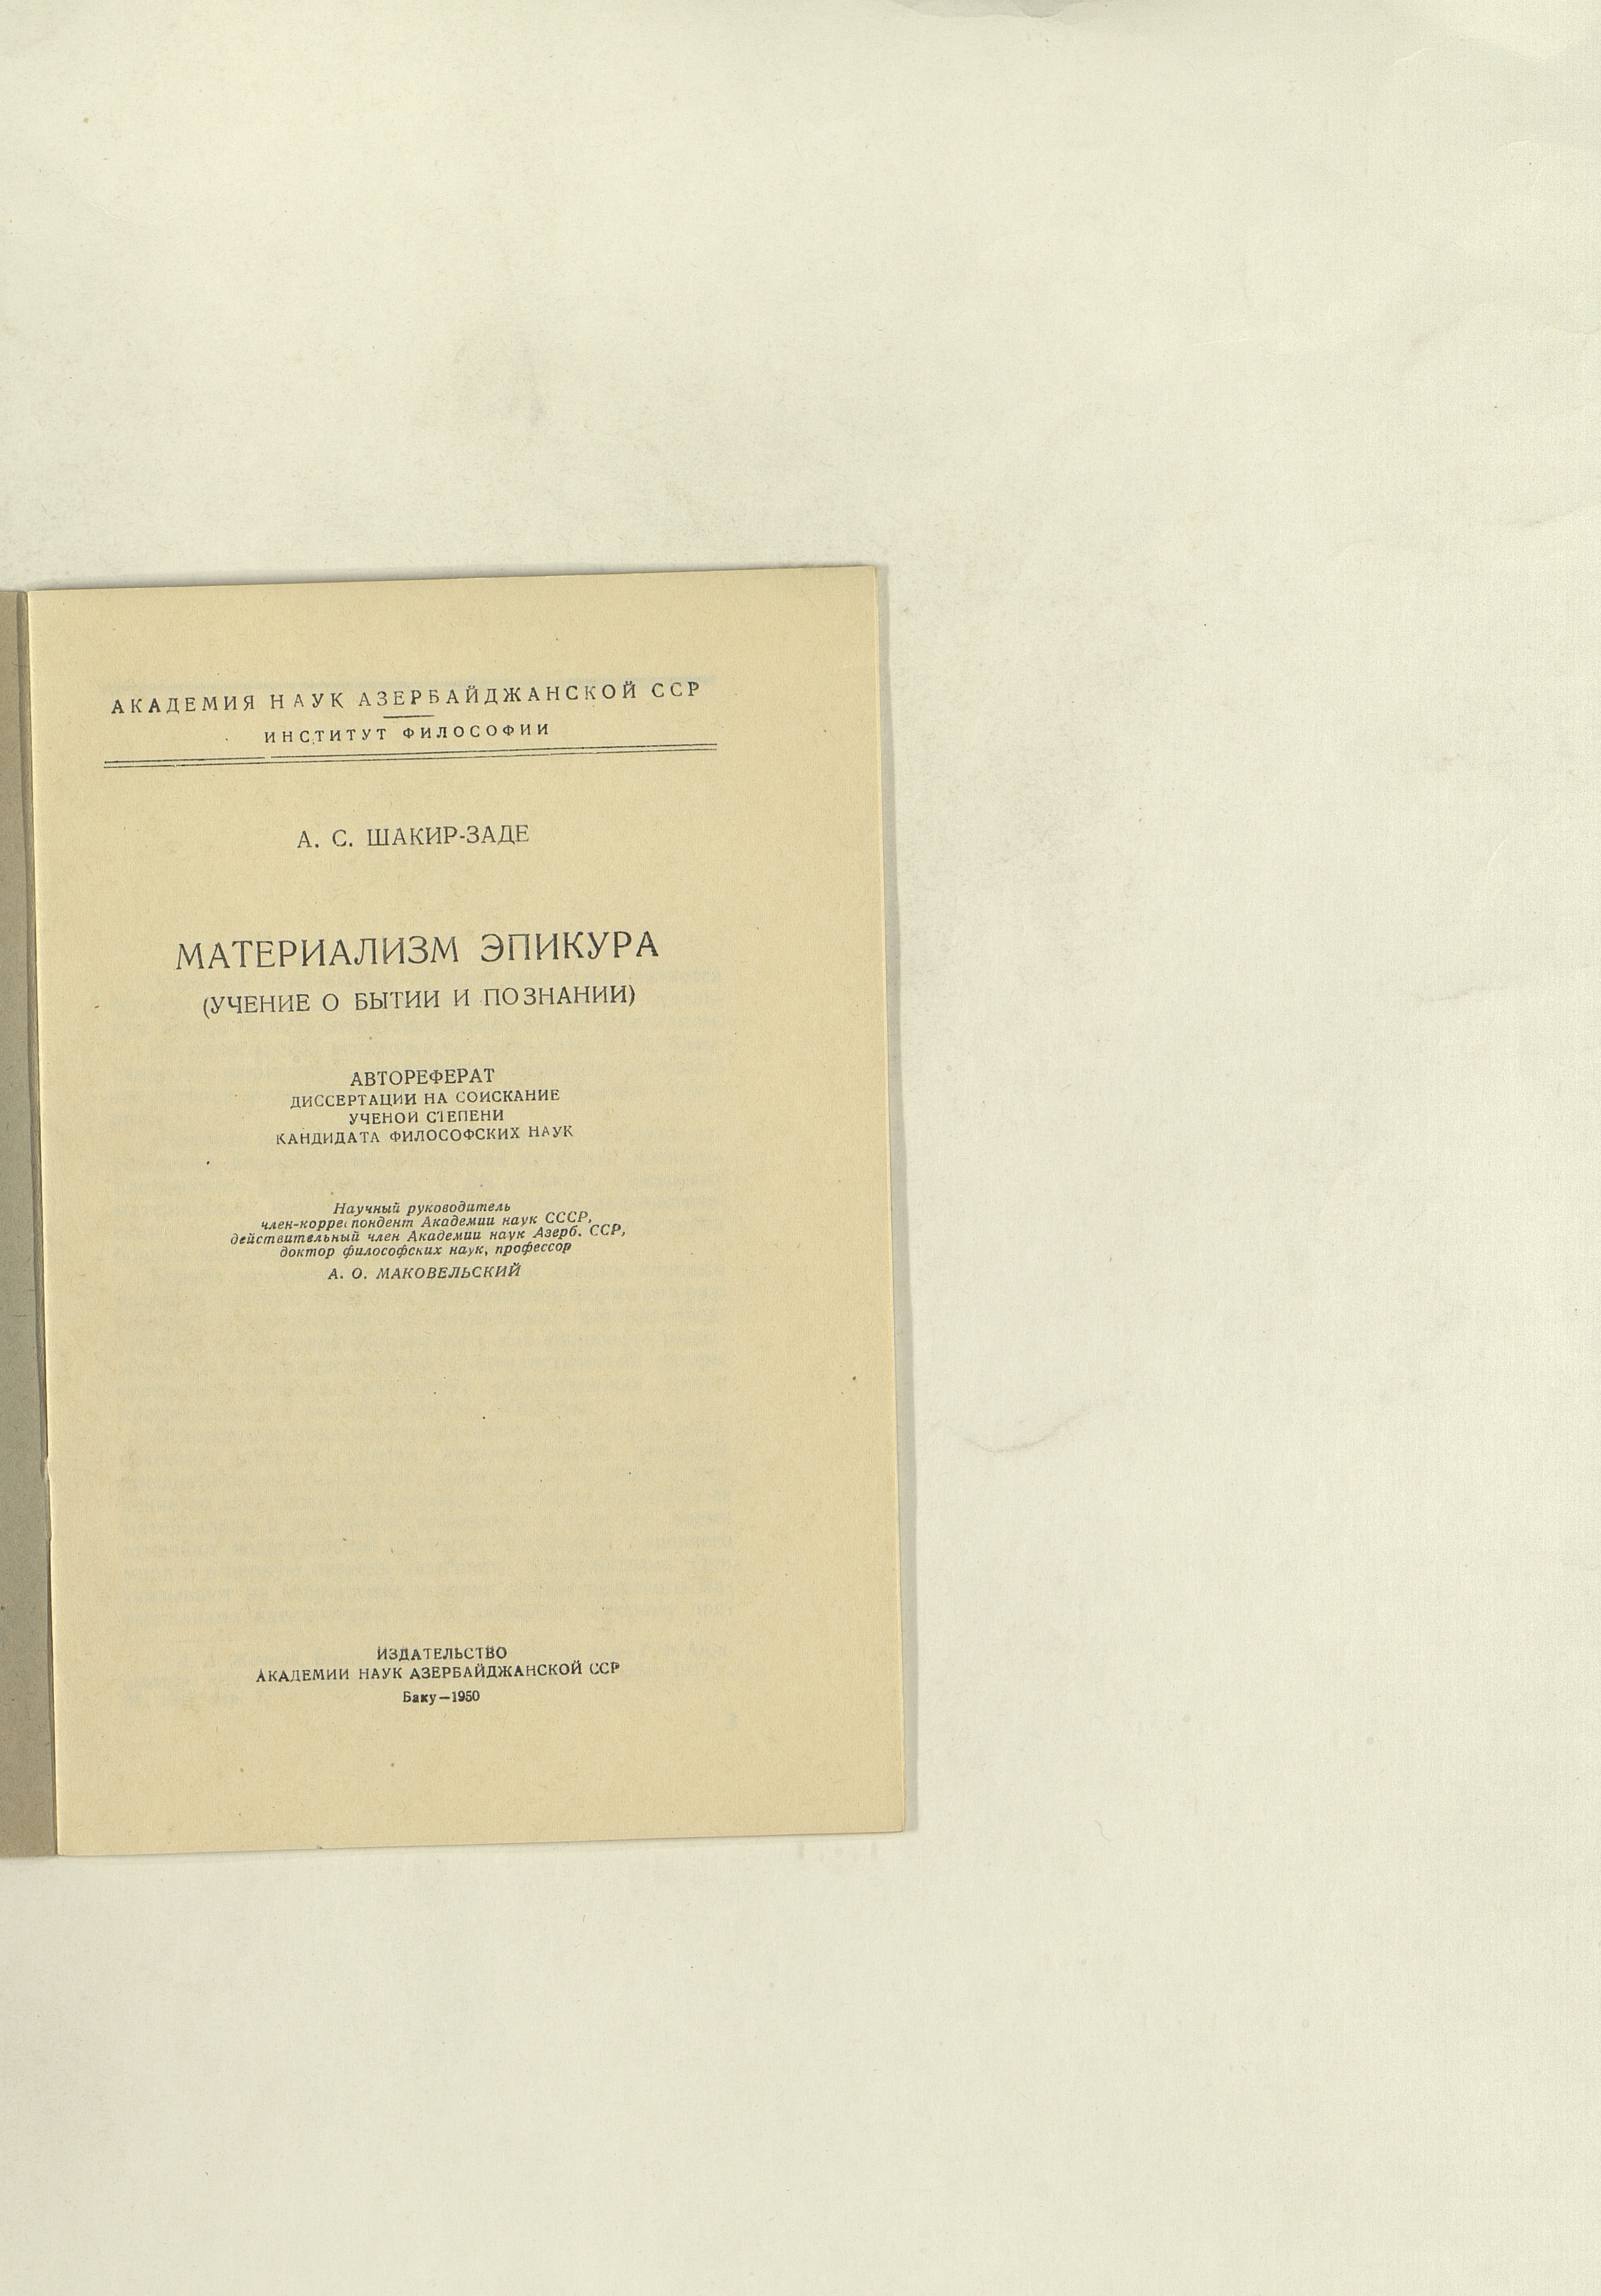 АКАДЕМИЯ НАУК АЗЕРБАЙДЖАНСКОЙ ССР
ИНСТИТУТ ФИЛОСОФИИ
А. С. ШАКИР-ЗАДЕ
МАТЕРИАЛИЗМ ЭПИКУРА
(УЧЕНИЕ О БЫТИИ И ПОЗНАНИИ)
АВТОРЕФЕРАТ
ДИССЕРТАЦИИ НА СОИСКАНИЕ
УЧЕНОЙ СТЕПЕНИ
КАНДИДАТА ФИЛОСОФСКИХ НАУК
Научный руководитель
член-корреспондент Академии наук СССР,
действительный член Академии наук Азерб. ССР,
доктор философских наук, профессор
А. О. МАКОВЕЛЬСКИЙ
ИЗДАТЕЛЬСТВО
АКАДЕМИИ НАУК АЗЕРБАЙДЖАНСКОЙ ССР
Баку—1950